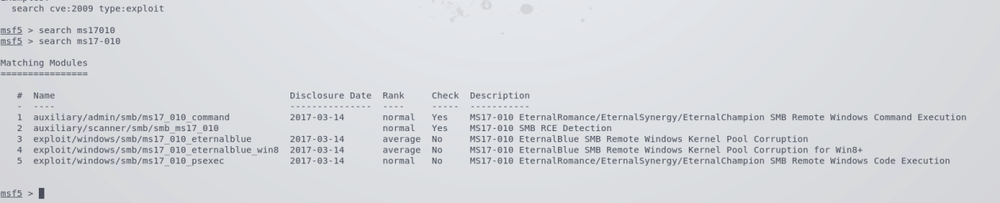 search cve:2009 type:exploit
msf5 > search ms17010
msf5 > search ms17-010
Matching Modules
================
#  Name  Disclosure Date  Rank  Check  Description
-  ----  ---------------  ----  -----  -----------
1  auxiliary/admin/smb/ms17_010_command  2017-03-14  normal  Yes  MS17-010 EternalRomance/EternalSynergy/EternalChampion SMB Remote Windows Command Execution
2  auxiliary/scanner/smb/smb_ms17_010  normal  Yes  MS17-010 SMB RCE Detection
3  exploit/windows/smb/ms17_010_eternalblue  2017-03-14  average  No  MS17-010 EternalBlue SMB Remote Windows Kernel Pool Corruption
4  exploit/windows/smb/ms17_010_eternalblue_win8  2017-03-14  average  No  MS17-010 EternalBlue SMB Remote Windows Kernel Pool Corruption for Win8+
5  exploit/windows/smb/ms17_010_psexec  2017-03-14  normal  No  MS17-010 EternalRomance/EternalSynergy/EternalChampion SMB Remote Windows Code Execution
msf5 >